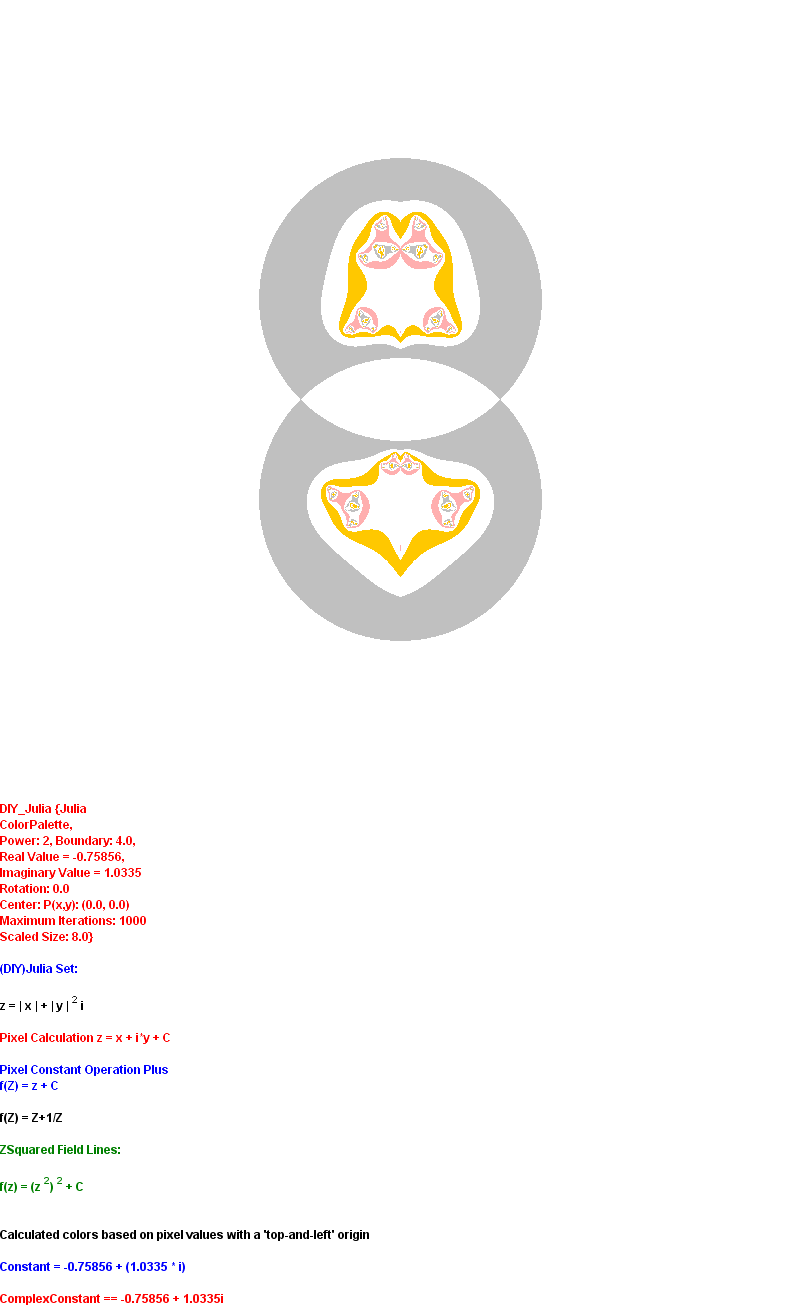 DIY_Julia {Julia
ColorPalette,
Power: 2, Boundary: 4.0,
Real Value = -0.75856,
Imaginary Value = 1.0335
Rotation: 0.0
Center: P(x,y): (0.0, 0.0)
Maximum Iterations: 1000
Scaled Size: 8.0}
(DIY)Julia Set:
z = | x | + | y | ² i
Pixel Calculation z = x + i*y + C
Pixel Constant Operation Plus
f(Z) = z + C
f(Z) = Z+1/Z
ZSquared Field Lines:
f(z) = (z ²) ² + C
Calculated colors based on pixel values with a 'top-and-left' origin
Constant = -0.75856 + (1.0335 * i)
ComplexConstant == -0.75856 + 1.0335i